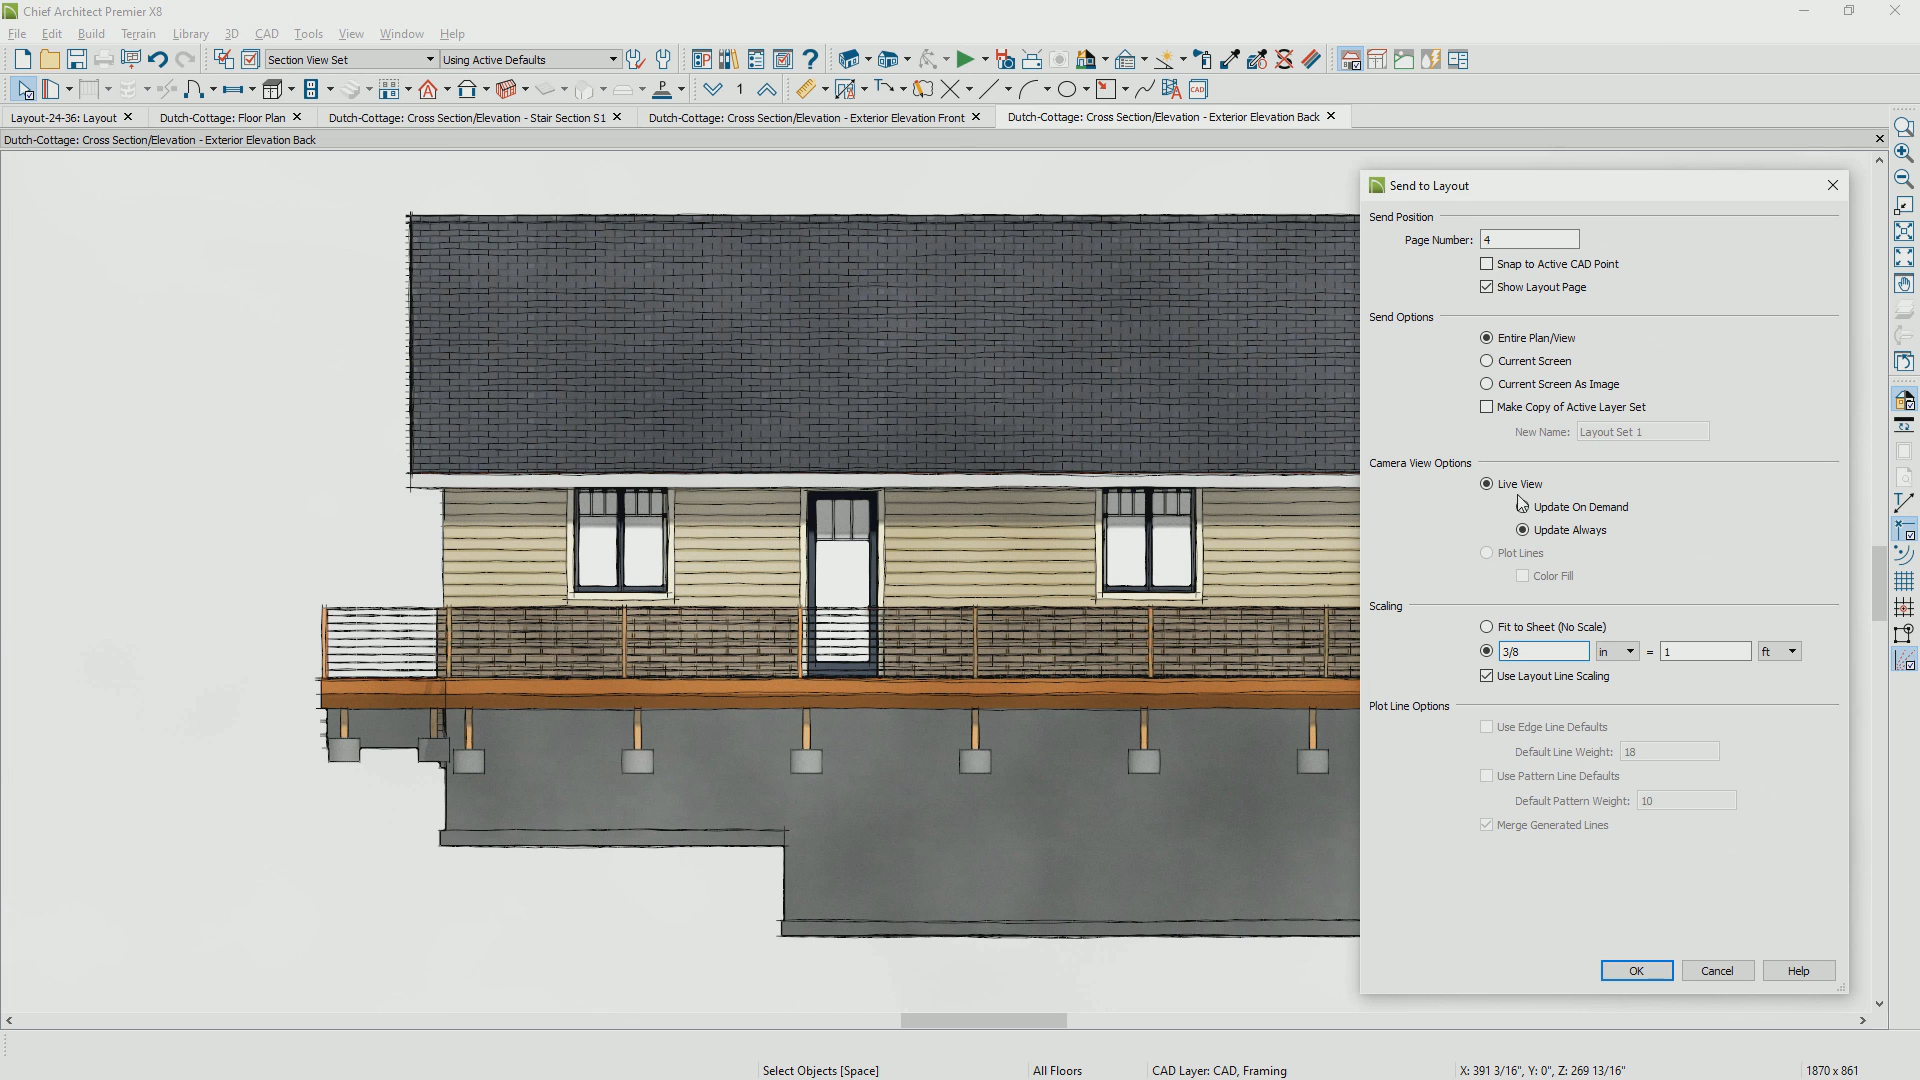 Chief Architect Premier X8
File Edit Build Terrain Library 3D CAD Tools View Window Help
Section View Set Using Active Defaults
1 CAD
Layout-24-36: Layout Dutch-Cottage: Floor Plan Dutch-Cottage: Cross Section/Elevation - Stair Section S1 Dutch-Cottage: Cross Section/Elevation - Exterior Elevation Front Dutch-Cottage: Cross Section/Elevation - Exterior Elevation Back
Dutch-Cottage: Cross Section/Elevation - Exterior Elevation Back
Send to Layout
Send Position
Page Number: 4
Snap to Active CAD Point
Show Layout Page
Send Options
Entire Plan/View
Current Screen
Current Screen As Image
Make Copy of Active Layer Set
New Name: Layout Set 1
Camera View Options
Live View
Update On Demand
Update Always
Plot Lines
Color Fill
Scaling
Fit to Sheet (No Scale)
3/8 in = 1 ft
Use Layout Line Scaling
Plot Line Options
Use Edge Line Defaults
Default Line Weight: 18
Use Pattern Line Defaults
Default Pattern Weight: 10
Merge Generated Lines
OK Cancel Help
Select Objects [Space] All Floors CAD Layer: CAD, Framing X: 391 3/16", Y: 0", Z: 269 13/16" 1870 x 861